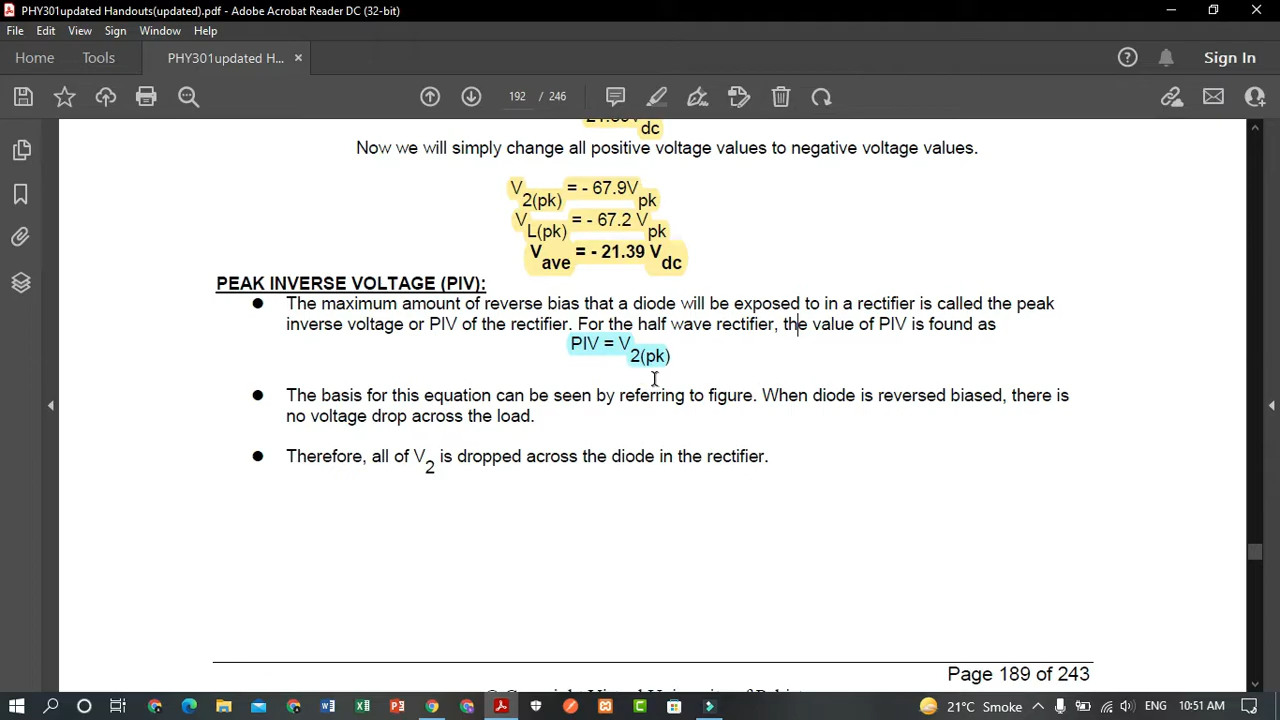 PHY301updated Handouts(updated).pdf - Adobe Acrobat Reader DC (32-bit)
File Edit View Sign Window Help
Home Tools PHY301updated H... × Sign In
192 / 246
dc
Now we will simply change all positive voltage values to negative voltage values.
V2(pk) = - 67.9Vpk
VL(pk) = - 67.2 Vpk
Vave = - 21.39 Vdc
PEAK INVERSE VOLTAGE (PIV):
● The maximum amount of reverse bias that a diode will be exposed to in a rectifier is called the peak
inverse voltage or PIV of the rectifier. For the half wave rectifier, the value of PIV is found as
PIV = V2(pk)
● The basis for this equation can be seen by referring to figure. When diode is reversed biased, there is
no voltage drop across the load.
● Therefore, all of V2 is dropped across the diode in the rectifier.
Page 189 of 243
21°C Smoke ENG 10:51 AM